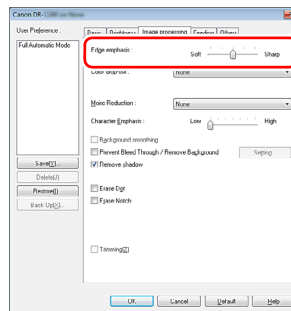 Canon DR-
User Preference :
Full Automatic Mode
Save(Y)...
Delete(J)
Restore(I)
Back Up(X)...
Basic Brightness Image processing Feeding Others
Edge emphasis :
Soft Sharp
Color dropout :
None
Moire Reduction :
None
Character Emphasis :
Low High
Background smoothing
Prevent Bleed Through / Remove Background
Setting
Remove shadow
Erase Dot
Erase Notch
Trimming(Z)
OK Cancel Default Help